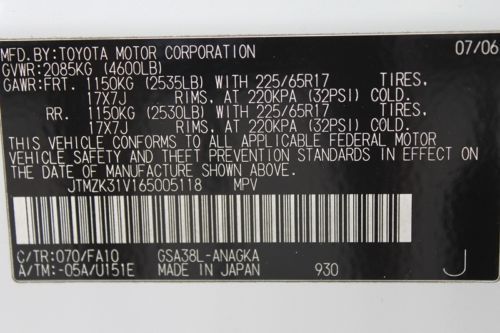 MFD.BY:TOYOTA MOTOR CORPORATION 07/06
GVWR:2085KG (4600LB)
GAWR:FRT. 1150KG (2535LB) WITH 225/65R17 TIRES,
17X7J RIMS, AT 220KPA (32PSI) COLD.
RR. 1150KG (2530LB) WITH 225/65R17 TIRES,
17X7J RIMS, AT 220KPA (32PSI) COLD.
THIS VEHICLE CONFORMS TO ALL APPLICABLE FEDERAL MOTOR
VEHICLE SAFETY AND THEFT PREVENTION STANDARDS IN EFFECT ON
THE DATE OF MANUFACTURE SHOWN ABOVE.
JTMZK31V165005118 MPV
C/TR:070/FA10 GSA38L-ANAGKA
A/TM:-05A/U151E MADE IN JAPAN 930 J